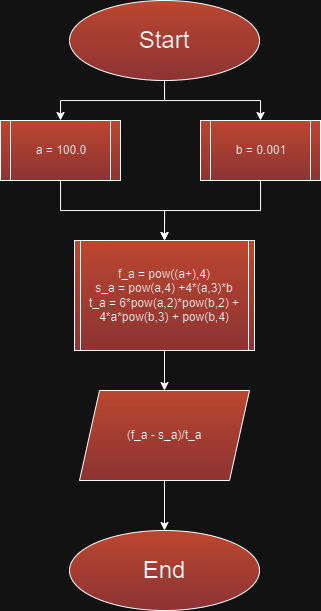 Start
a = 100.0
b = 0.001
f_a = pow((a+),4)
s_a = pow(a,4) +4*(a,3)*b
t_a = 6*pow(a,2)*pow(b,2) +
4*a*pow(b,3) + pow(b,4)
(f_a - s_a)/t_a
End